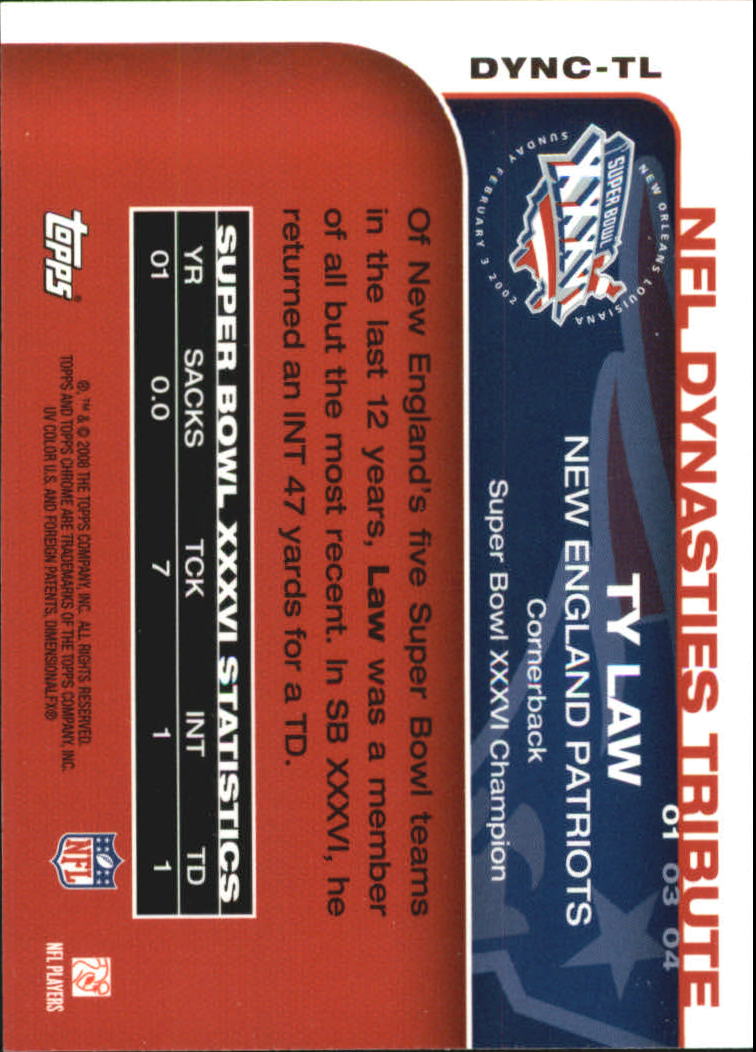 DYNC-TL
NFL DYNASTIES TRIBUTE
01 03 04
TY LAW
NEW ENGLAND PATRIOTS
Cornerback
Super Bowl XXXVI Champion
NEW ORLEANS LOUISIANA
SUPER BOWL
XXXVI
SUNDAY FEBRUARY 3 2002
Of New England's five Super Bowl teams
in the last 12 years, Law was a member
of all but the most recent. In SB XXXVI, he
returned an INT 47 yards for a TD.
SUPER BOWL XXXVI STATISTICS
YR SACKS TCK INT TD
01 0.0 7 1 1
topps®
®, ™ & © 2008 THE TOPPS COMPANY, INC. ALL RIGHTS RESERVED.
TOPPS AND TOPPS CHROME ARE TRADEMARKS OF THE TOPPS COMPANY, INC.
UV COLOR U.S. AND FOREIGN PATENTS, DIMENSIONALFX®
NFL
NFL PLAYERS